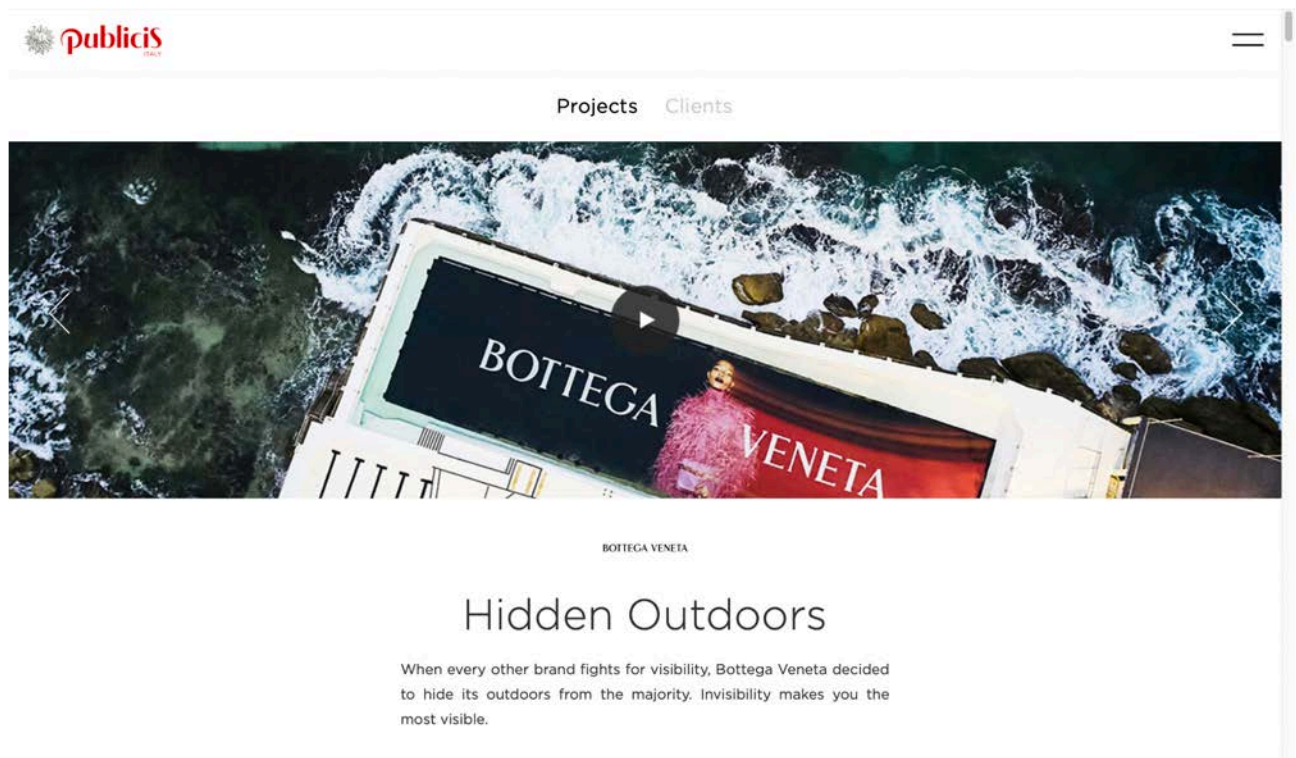 publicis
ITALY
Projects Clients
BOTTEGA
VENETA
BOTTEGA VENETA
Hidden Outdoors
When every other brand fights for visibility, Bottega Veneta decided
to hide its outdoors from the majority. Invisibility makes you the
most visible.